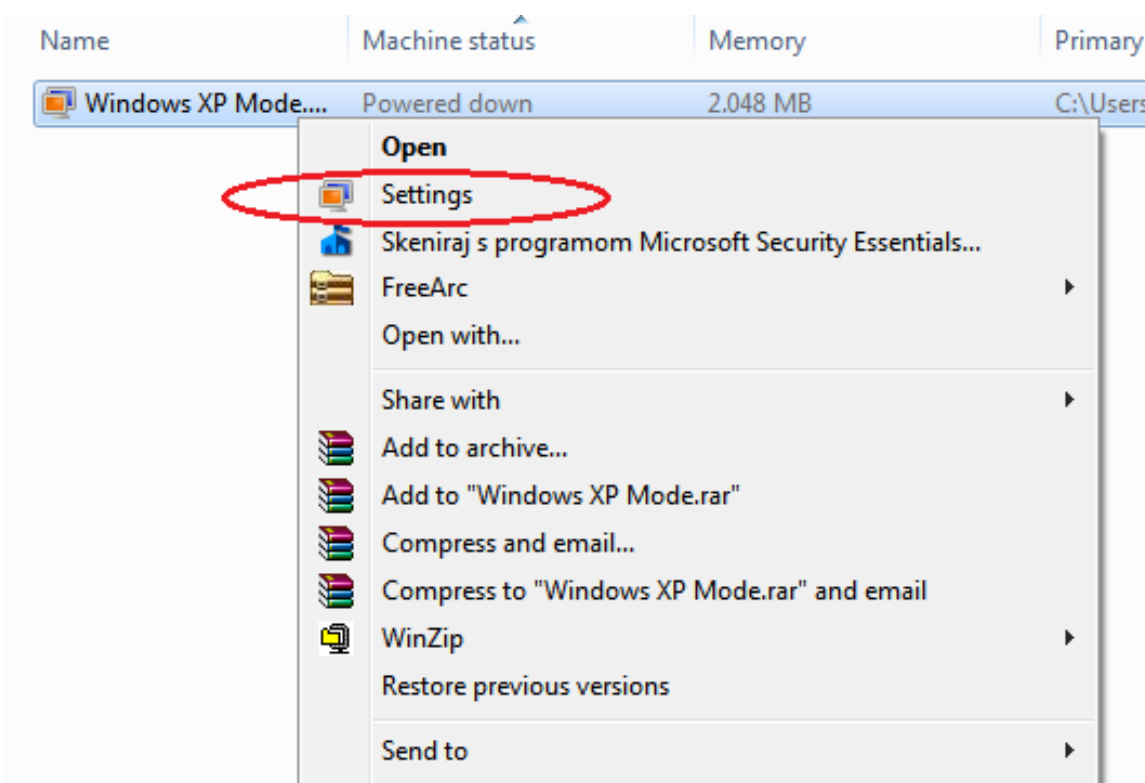 Name Machine status Memory Primary
Windows XP Mode.... Powered down 2.048 MB C:\Users
Open
Settings
Skeniraj s programom Microsoft Security Essentials...
FreeArc
Open with...
Share with
Add to archive...
Add to "Windows XP Mode.rar"
Compress and email...
Compress to "Windows XP Mode.rar" and email
WinZip
Restore previous versions
Send to